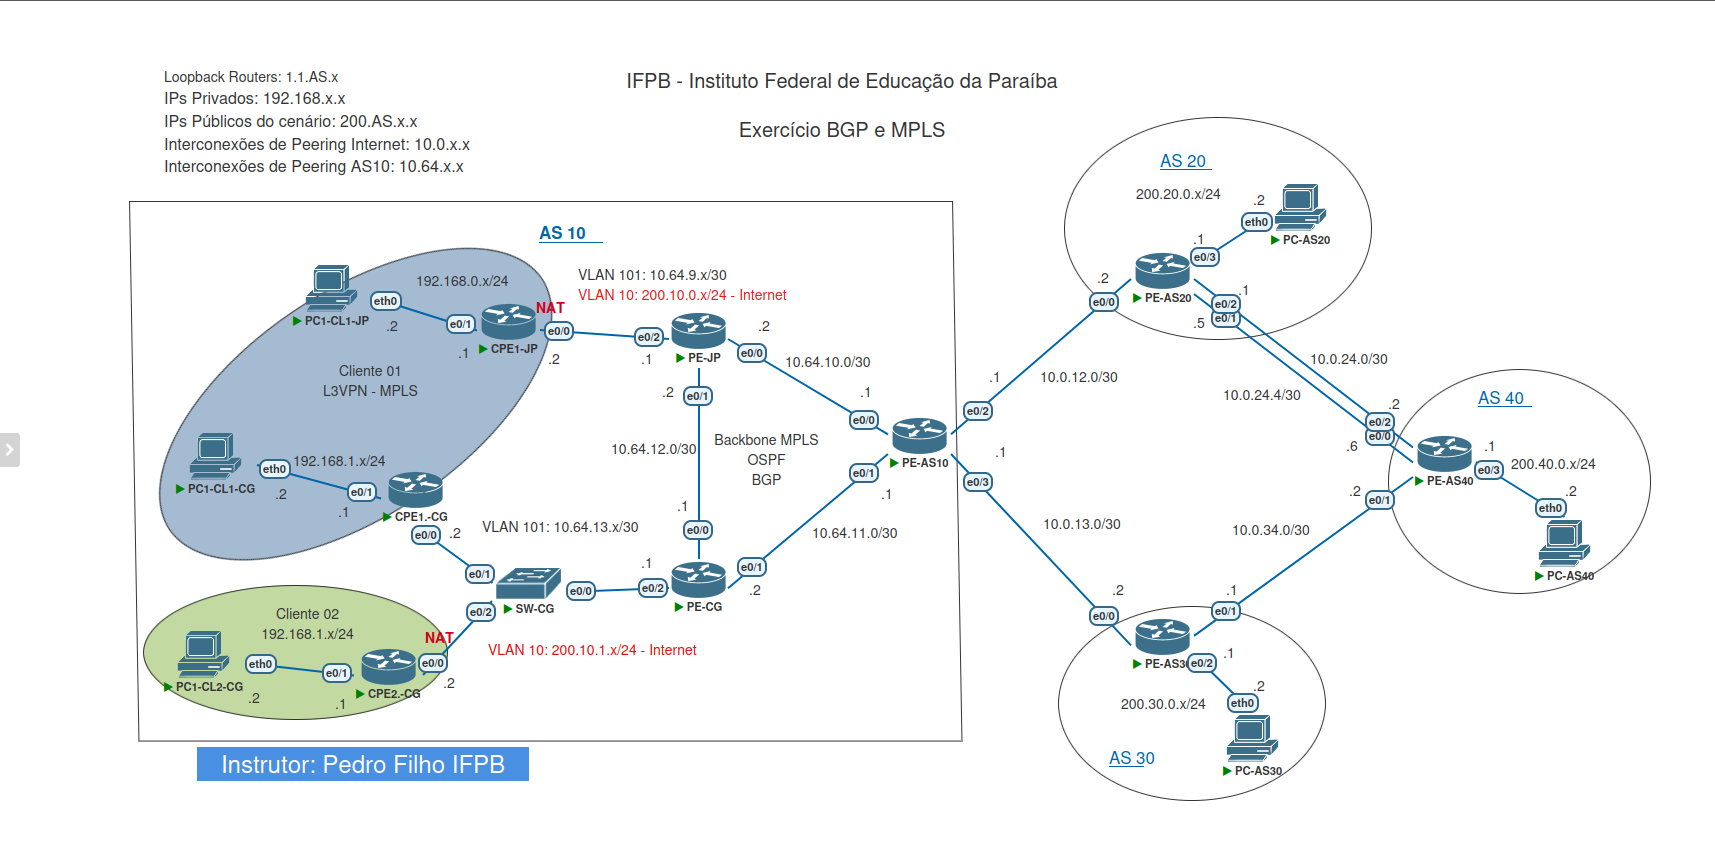 Loopback Routers: 1.1.AS.x
IPs Privados: 192.168.x.x
IPs Públicos do cenário: 200.AS.x.x
Interconexões de Peering Internet: 10.0.x.x
Interconexões de Peering AS10: 10.64.x.x
IFPB - Instituto Federal de Educação da Paraíba
Exercício BGP e MPLS
AS 10
192.168.0.x/24
eth0
.2
PC1-CL1-JP
e0/1
.1
CPE1-JP
NAT
e0/0
.2
VLAN 101: 10.64.9.x/30
VLAN 10: 200.10.0.x/24 - Internet
e0/2
.1
PE-JP
.2
e0/0
10.64.10.0/30
.1
e0/0
.2
e0/1
10.64.12.0/30
Backbone MPLS
OSPF
BGP
.1
e0/0
Cliente 01
L3VPN - MPLS
192.168.1.x/24
eth0
.2
PC1-CL1-CG
e0/1
.1
CPE1.-CG
e0/0
.2
VLAN 101: 10.64.13.x/30
e0/1
SW-CG
e0/0
e0/2
.1
e0/2
PE-CG
e0/1
.2
10.64.11.0/30
e0/1
.1
PE-AS10
VLAN 10: 200.10.1.x/24 - Internet
Cliente 02
192.168.1.x/24
eth0
.2
PC1-CL2-CG
e0/1
.1
CPE2.-CG
NAT
e0/0
.2
Instrutor: Pedro Filho IFPB
.1
e0/2
10.0.12.0/30
.2
e0/0
AS 20
200.20.0.x/24
.2
eth0
PC-AS20
.1
e0/3
PE-AS20
e0/2
.1
e0/1
.5
10.0.24.0/30
10.0.24.4/30
.2
e0/2
e0/0
.6
AS 40
PE-AS40
.1
e0/3
200.40.0.x/24
.2
eth0
PC-AS40
.2
e0/1
10.0.34.0/30
.1
e0/1
.1
e0/3
10.0.13.0/30
.2
e0/0
PE-AS3
e0/2
.1
200.30.0.x/24
.2
eth0
PC-AS30
AS 30